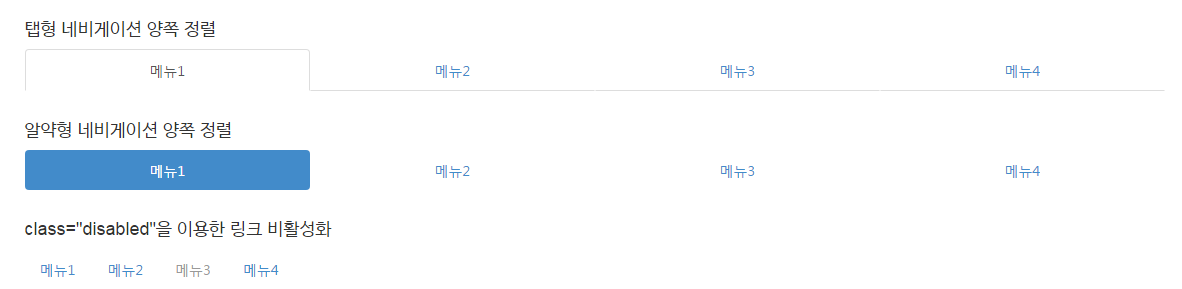 탭형 네비게이션 양쪽 정렬
메뉴1 메뉴2 메뉴3 메뉴4
알약형 네비게이션 양쪽 정렬
메뉴1 메뉴2 메뉴3 메뉴4
class="disabled"을 이용한 링크 비활성화
메뉴1 메뉴2 메뉴3 메뉴4